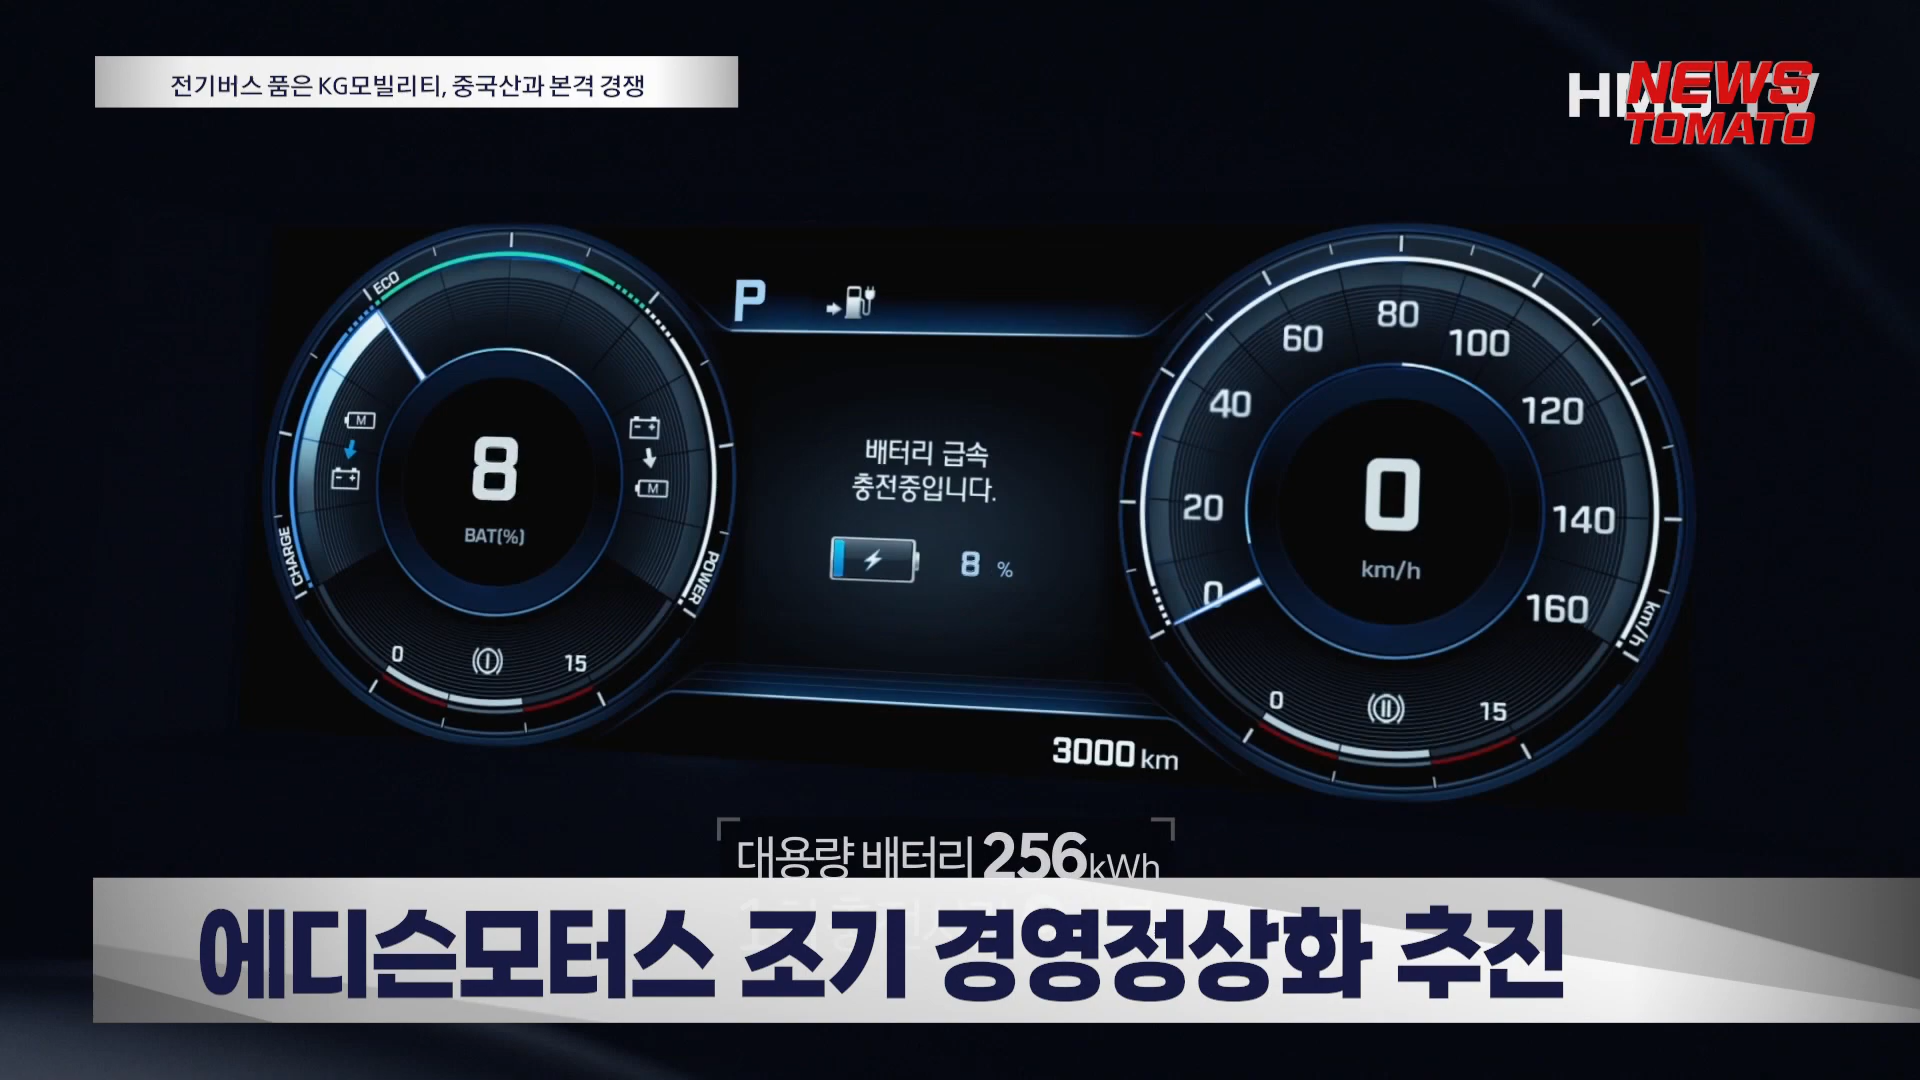 전기버스 품은 KG모빌리티, 중국산과 본격 경쟁
NEWS
TOMATO
ECO
CHARGE
POWER
M
M
8
BAT(%)
0
15
P
배터리 급속
충전중입니다.
8 %
3000 km
0
20
40
60
80
100
120
140
160
km/h
0
km/h
0
15
대용량 배터리 256kWh
에디슨모터스 조기 경영정상화 추진